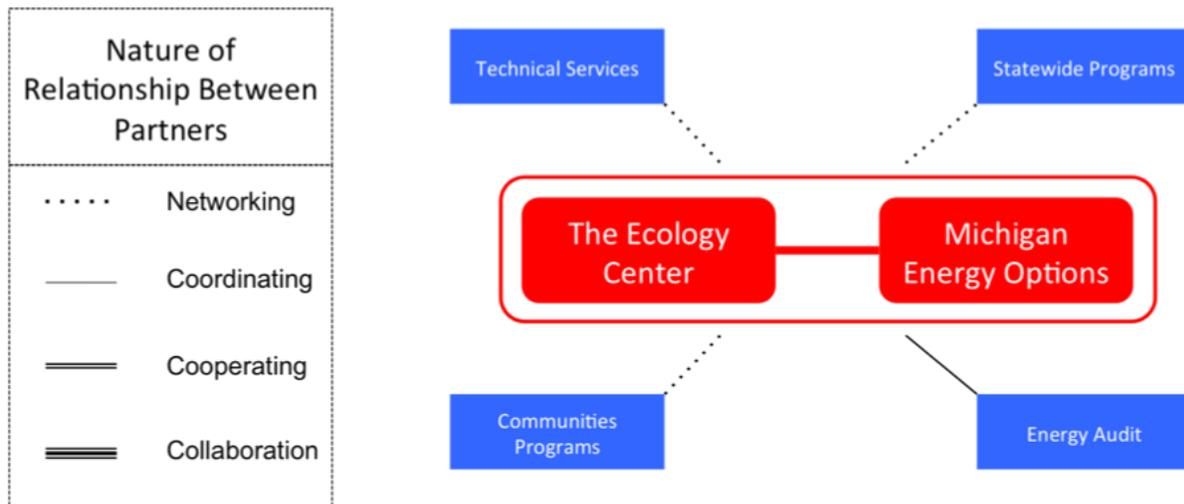 Nature of
Relationship Between
Partners
Networking
Coordinating
Cooperating
Collaboration
Technical Services
Statewide Programs
The Ecology
Center
Michigan
Energy Options
Communities
Programs
Energy Audit